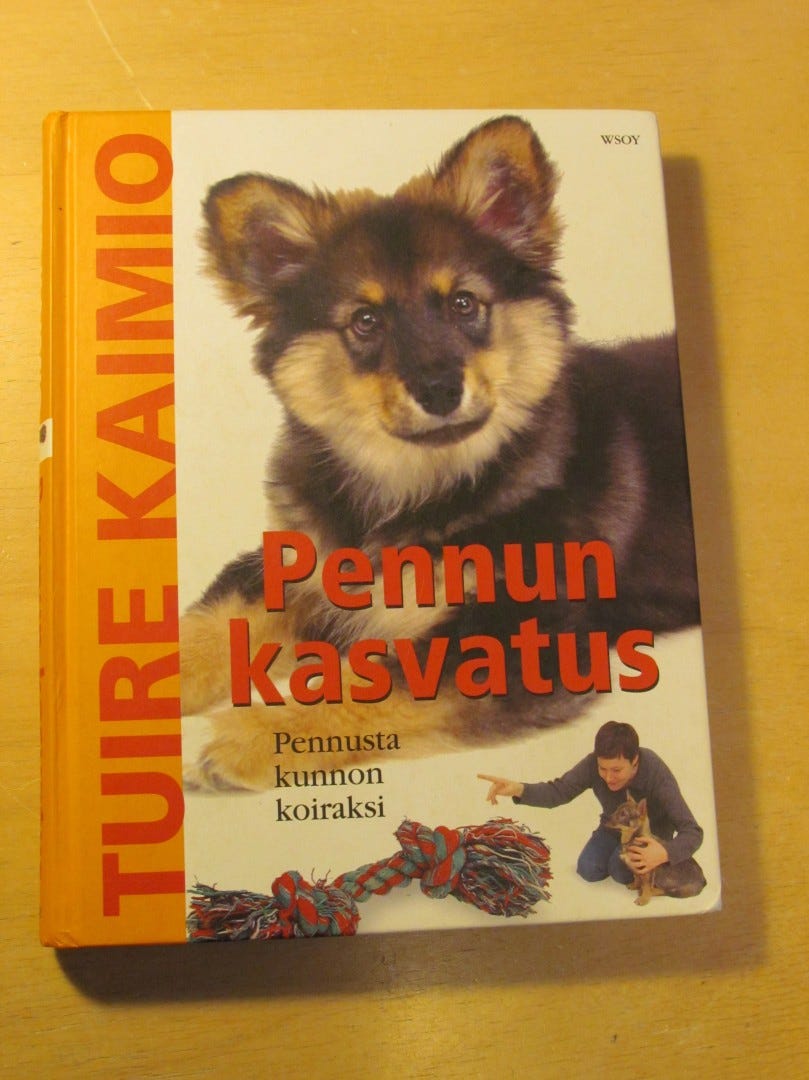 TUIRE KAIMIO
WSOY
Pennun
kasvatus
Pennusta
kunnon
koiraksi